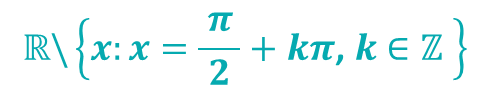 ℝ\{x: x = π/2 + kπ, k ∈ ℤ}